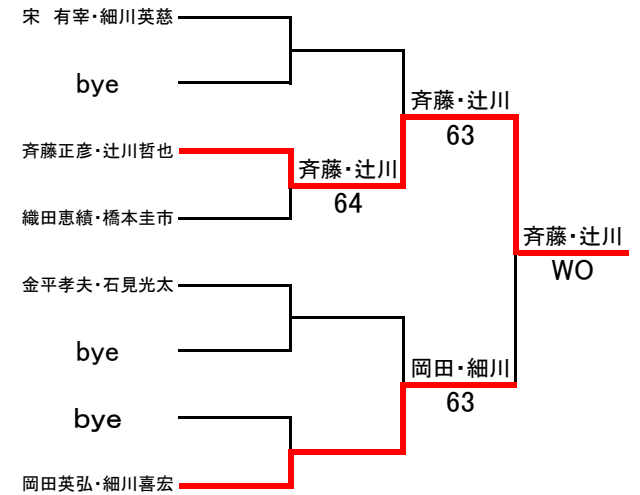 宋　有宰・細川英慈
bye
斉藤正彦・辻川哲也
織田恵績・橋本圭市
金平孝夫・石見光太
bye
bye
岡田英弘・細川喜宏
斉藤・辻川
64
斉藤・辻川
63
岡田・細川
63
斉藤・辻川
WO